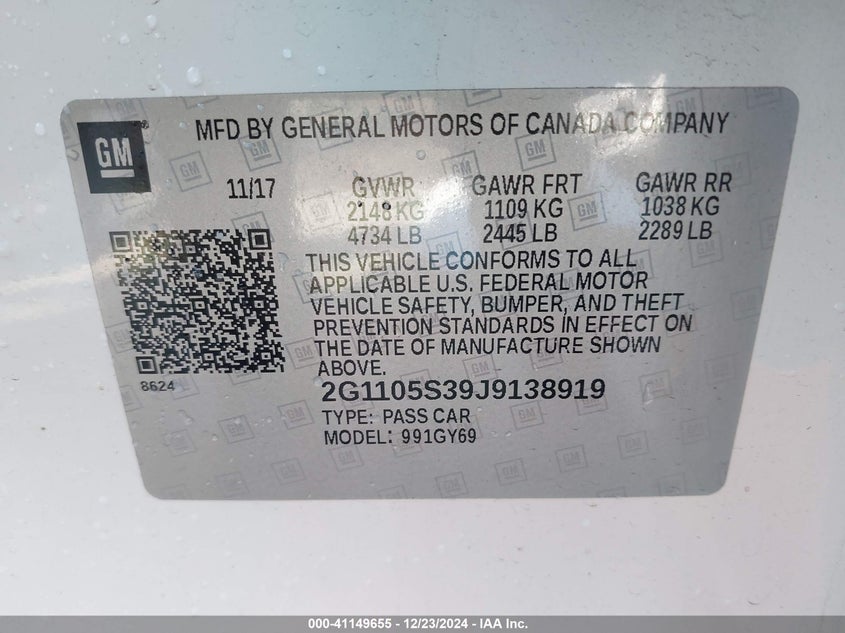 GM
MFD BY GENERAL MOTORS OF CANADA COMPANY
11/17 GVWR GAWR FRT GAWR RR
2148 KG 1109 KG 1038 KG
4734 LB 2445 LB 2289 LB
THIS VEHICLE CONFORMS TO ALL
APPLICABLE U.S. FEDERAL MOTOR
VEHICLE SAFETY, BUMPER, AND THEFT
PREVENTION STANDARDS IN EFFECT ON
THE DATE OF MANUFACTURE SHOWN
ABOVE.
8624
2G1105S39J9138919
TYPE: PASS CAR
MODEL: 991GY69
000-41149655 - 12/23/2024 - IAA Inc.